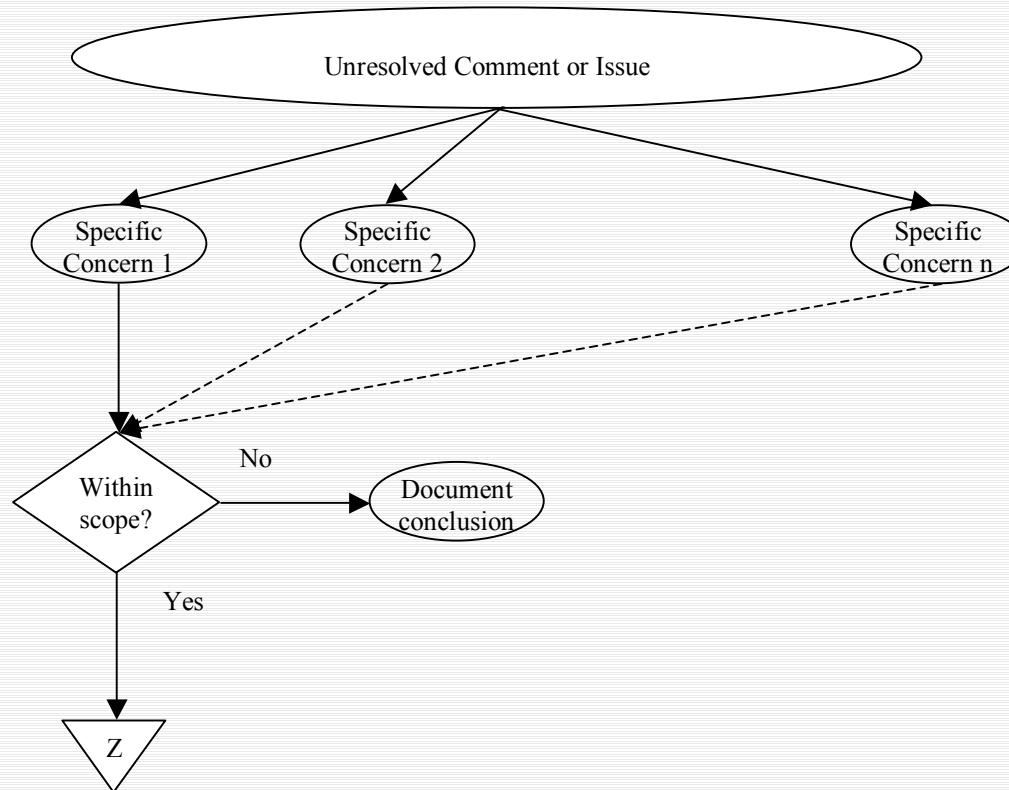 Unresolved Comment or Issue
Specific
Concern 1
Specific
Concern 2
Specific
Concern n
No
Within
scope?
Document
conclusion
Yes
Z